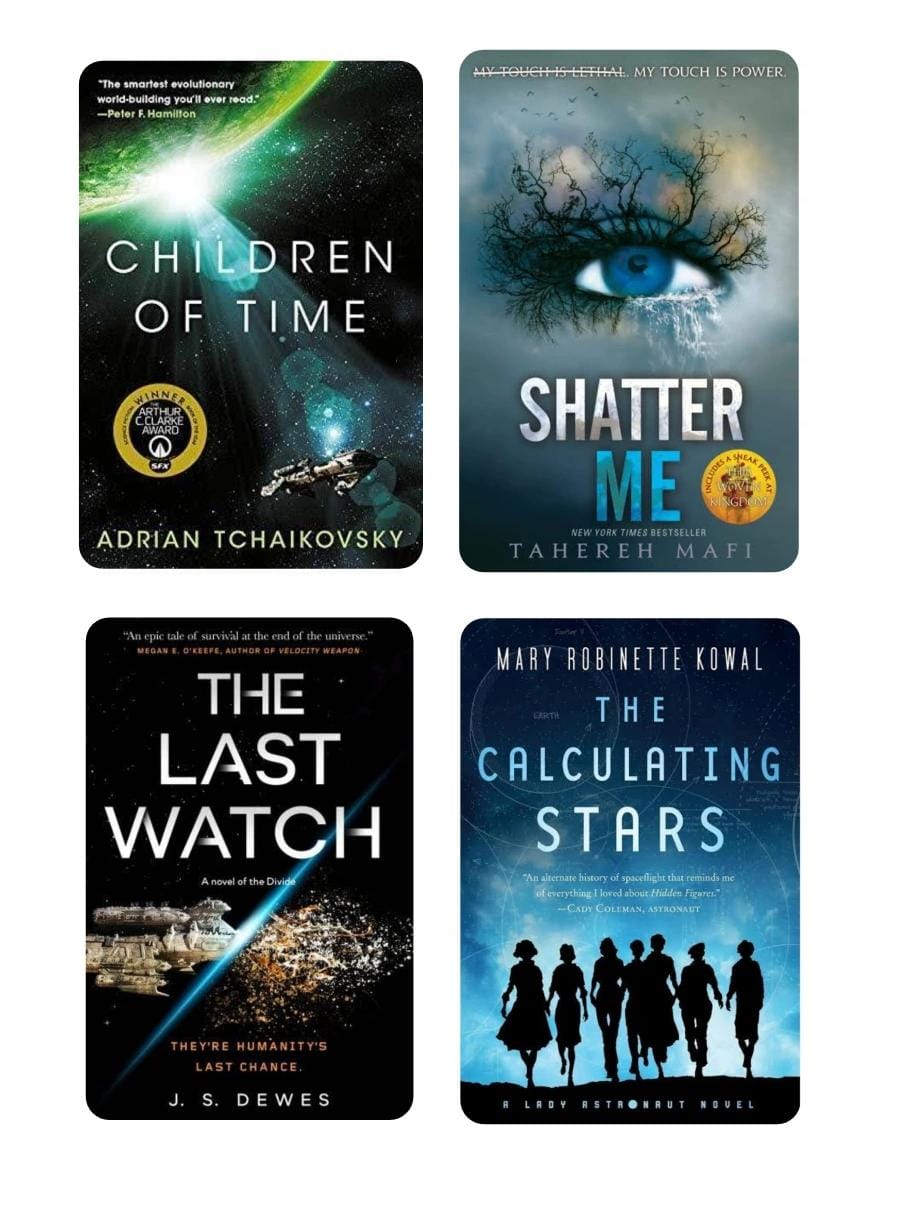 "The smartest evolutionary
world-building you'll ever read."
—Peter F. Hamilton
CHILDREN
OF TIME
WINNER
THE
ARTHUR
C.CLARKE
AWARD
SFX
ADRIAN TCHAIKOVSKY
MY TOUCH IS LETHAL. MY TOUCH IS POWER.
SHATTER
ME
INCLUDES A SNEAK PEEK AT
THIS
WOVEN
KINGDOM
NEW YORK TIMES BESTSELLER
TAHEREH MAFI
"An epic tale of survival at the end of the universe."
MEGAN E. O'KEEFE, AUTHOR OF VELOCITY WEAPON
THE
LAST
WATCH
A novel of the Divide
THEY'RE HUMANITY'S
LAST CHANCE.
J. S. DEWES
MARY ROBINETTE KOWAL
EARTH
THE
CALCULATING
STARS
"An alternate history of spaceflight that reminds me
of everything I loved about Hidden Figures."
—CADY COLEMAN, ASTRONAUT
A LADY ASTRONAUT NOVEL